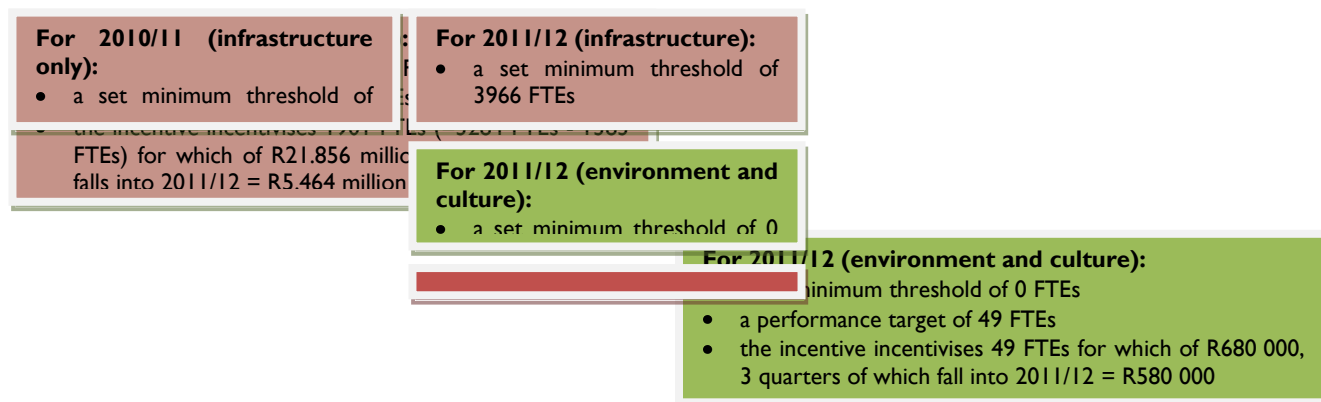 For 2010/11 (infrastructure
only):
• a set minimum threshold of
FTEs) for which of R21.856
falls into 2011/12 = R5.464 million
For 2011/12 (infrastructure):
• a set minimum threshold of
3966 FTEs
For 2011/12 (environment and
culture):
• a set minimum threshold of 0
For 2011/12 (environment and culture):
minimum threshold of 0 FTEs
• a performance target of 49 FTEs
• the incentive incentivises 49 FTEs for which of R680 000,
3 quarters of which fall into 2011/12 = R580 000